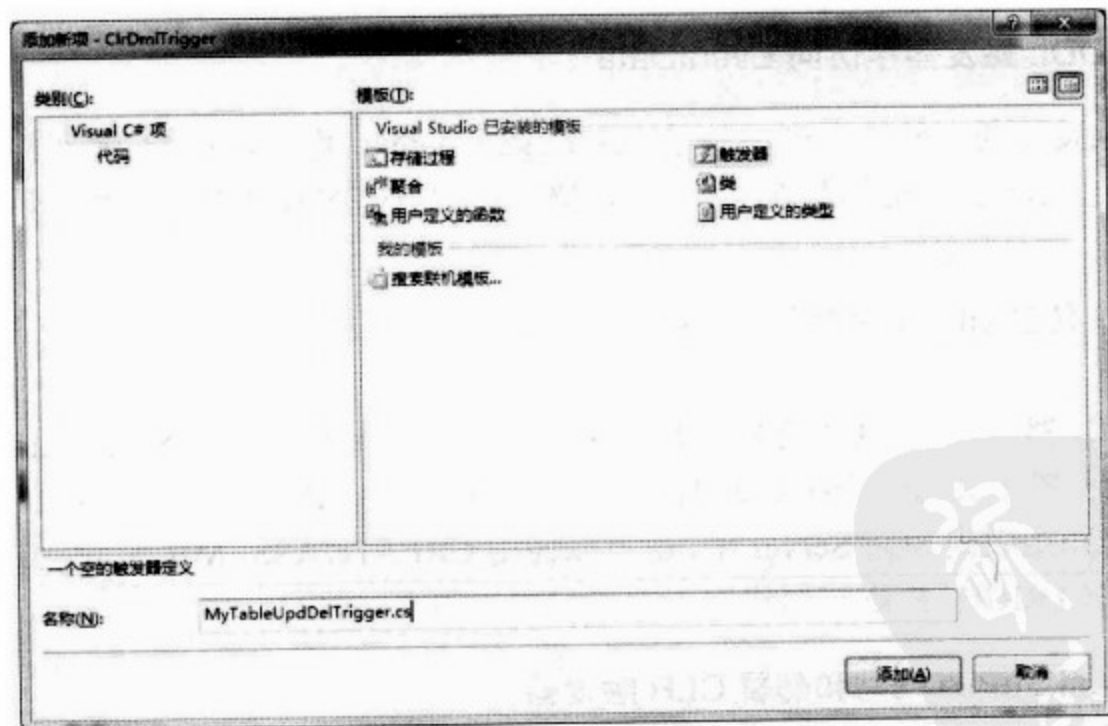 添加新项 - ClrDmlTrigger
类别(C):
模板(T):
Visual C# 项
代码
Visual Studio 已安装的模板
存储过程
触发器
聚合
类
用户定义的函数
用户定义的类型
我的模板
搜索联机模板...
一个空的触发器定义
名称(N):
MyTableUpdDelTrigger.cs
添加(A)
取消